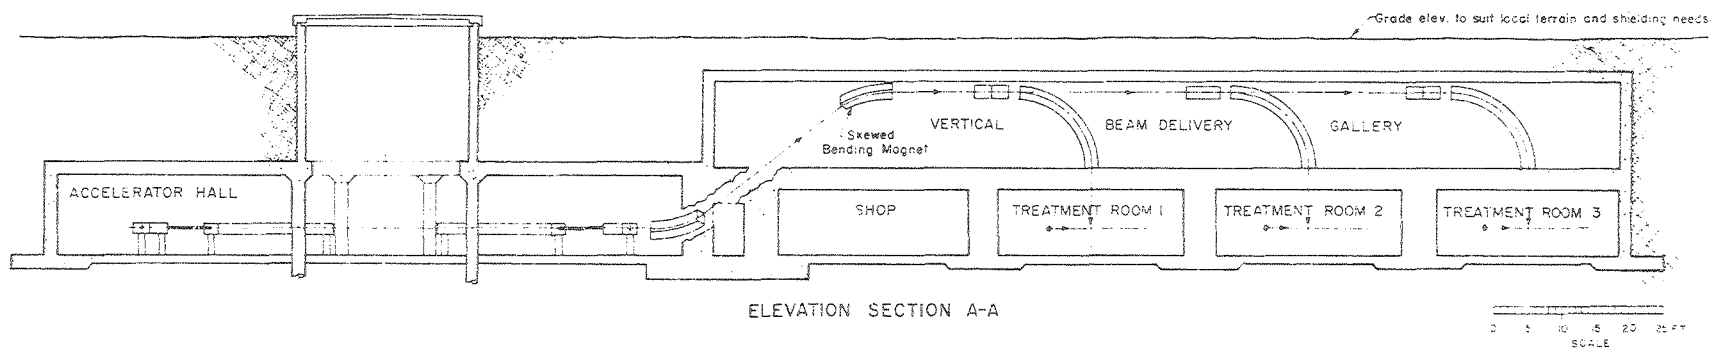 Grade elev. to suit local terrain and shielding needs.
Skewed
Bending Magnet
VERTICAL BEAM DELIVERY GALLERY
ACCELERATOR HALL
SHOP
TREATMENT ROOM 1
TREATMENT ROOM 2
TREATMENT ROOM 3
ELEVATION SECTION A-A
0 5 10 15 20 25 FT
SCALE